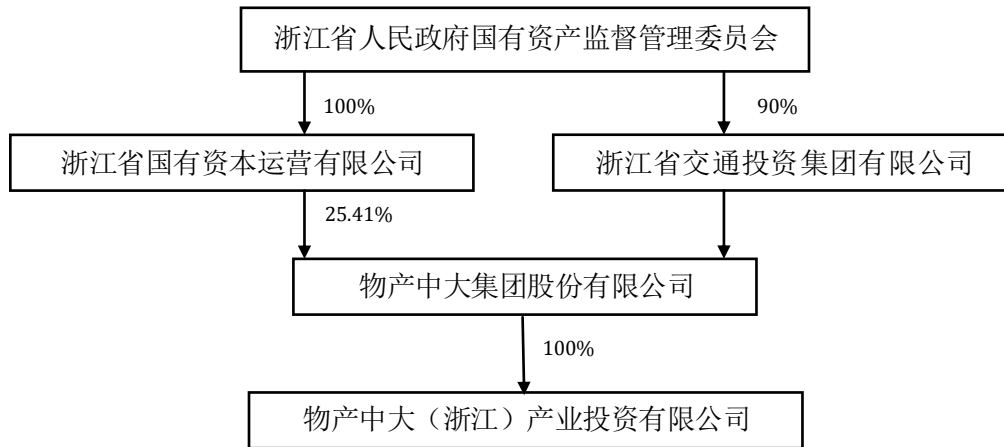 浙江省人民政府国有资产监督管理委员会
100%
90%
浙江省国有资本运营有限公司
浙江省交通投资集团有限公司
25.41%
物产中大集团股份有限公司
100%
物产中大（浙江）产业投资有限公司